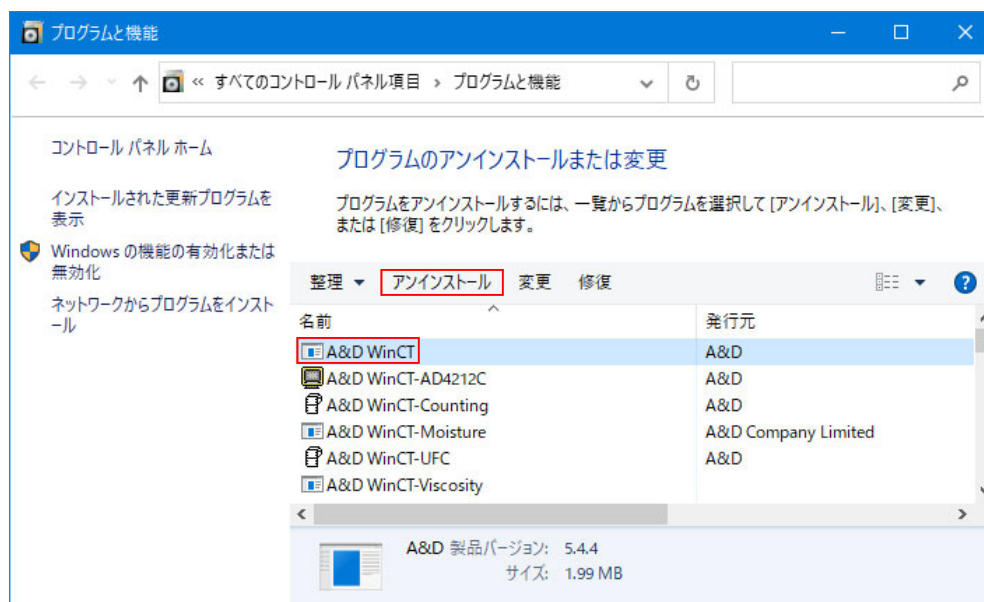 プログラムと機能
« すべてのコントロール パネル項目 › プログラムと機能
コントロール パネル ホーム
インストールされた更新プログラムを
表示
Windows の機能の有効化または
無効化
ネットワークからプログラムをインスト
ール
プログラムのアンインストールまたは変更
プログラムをアンインストールするには、一覧からプログラムを選択して [アンインストール]、[変更]、
または [修復] をクリックします。
整理 アンインストール 変更 修復
名前 発行元
A&D WinCT A&D
A&D WinCT-AD4212C A&D
A&D WinCT-Counting A&D
A&D WinCT-Moisture A&D Company Limited
A&D WinCT-UFC A&D
A&D WinCT-Viscosity
A&D 製品バージョン: 5.4.4
サイズ: 1.99 MB